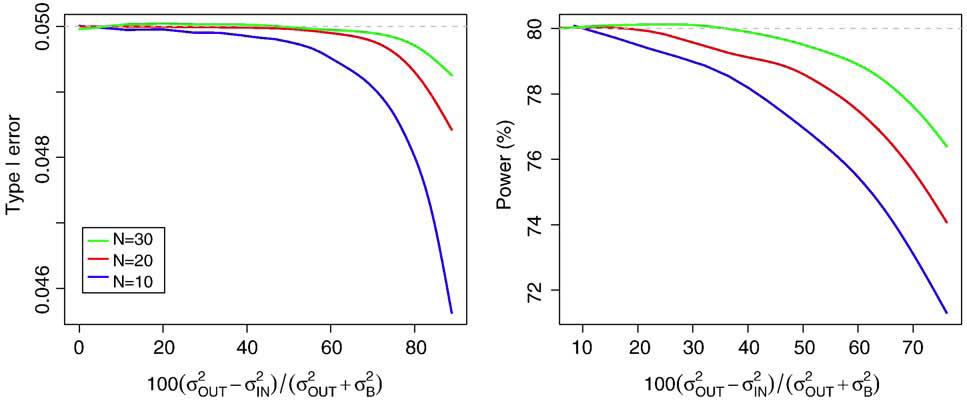 0.050
0.048
0.046
Type I error
N=30
N=20
N=10
0 20 40 60 80
100(σ²OUT−σ²IN)/(σ²OUT+σ²B)
80
78
76
74
72
Power (%)
10 20 30 40 50 60 70
100(σ²OUT−σ²IN)/(σ²OUT+σ²B)